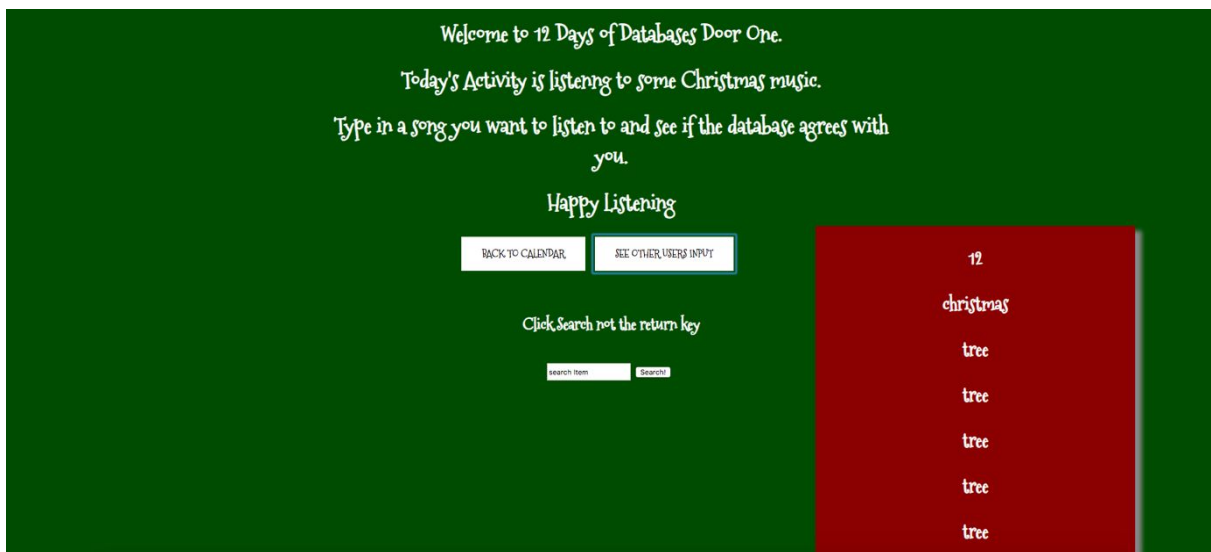 Welcome to 12 Days of Databases Door One.
Today's Activity is listenng to some Christmas music.
Type in a song you want to listen to and see if the database agrees with
you.
Happy Listening
BACK TO CALENDAR
SEE OTHER USERS INPUT
Click Search not the return key
search Item
Search!
12
christmas
tree
tree
tree
tree
tree